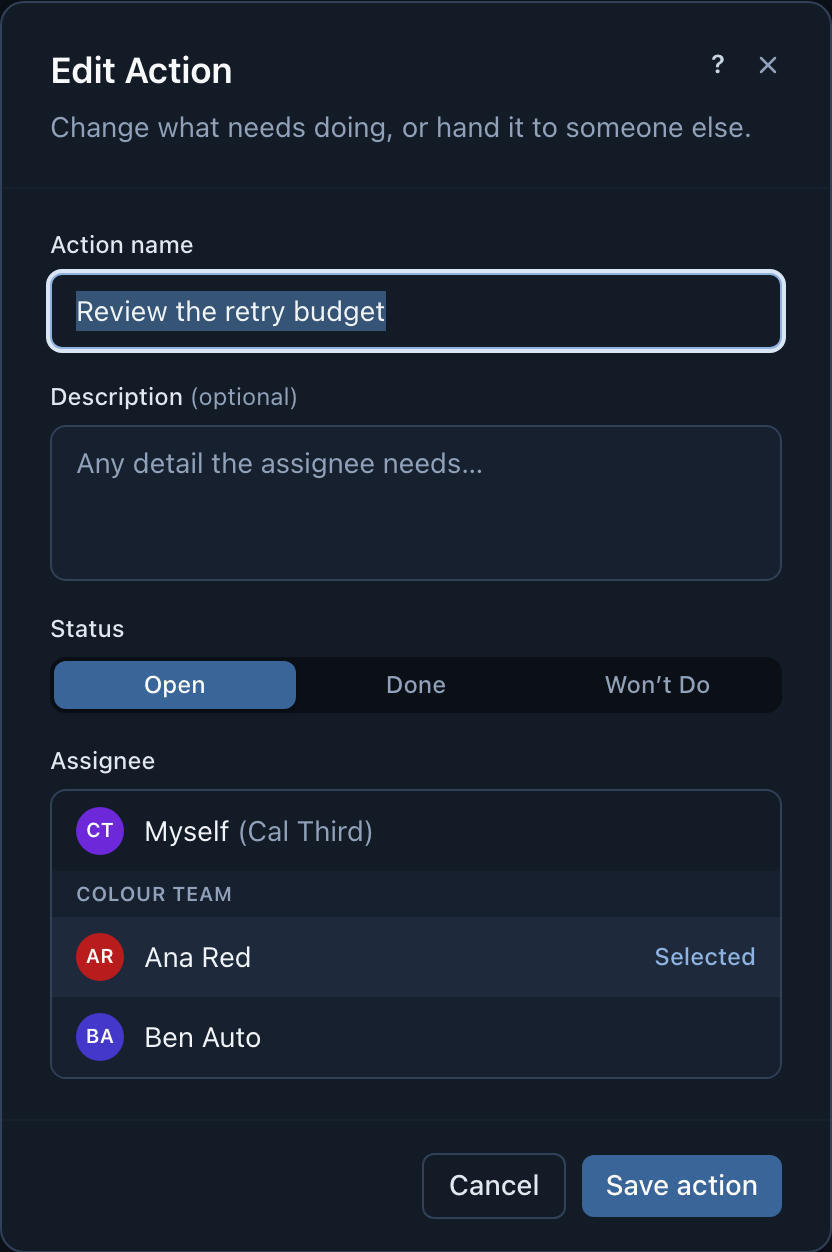 Edit Action
?
Change what needs doing, or hand it to someone else.
Action name
Review the retry budget
Description (optional)
Any detail the assignee needs...
Status
Open Done Won’t Do
Assignee
CT Myself (Cal Third)
COLOUR TEAM
AR Ana Red Selected
BA Ben Auto
Cancel Save action